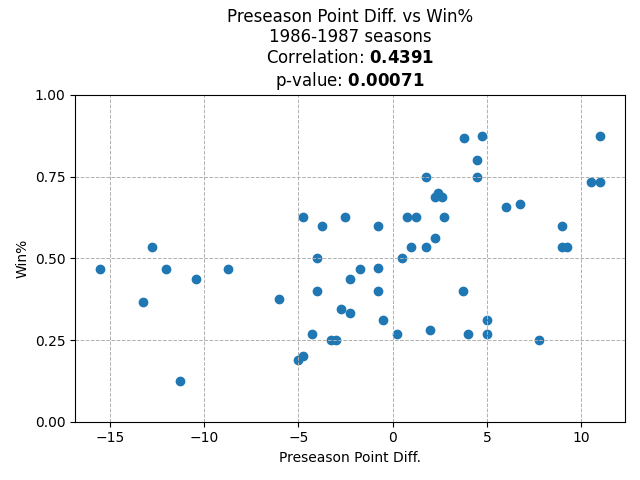 Preseason Point Diff. vs Win%
1986-1987 seasons
Correlation: 0.4391
p-value: 0.00071
1.00
0.75
0.50
0.25
0.00
Win%
−15 −10 −5 0 5 10
Preseason Point Diff.